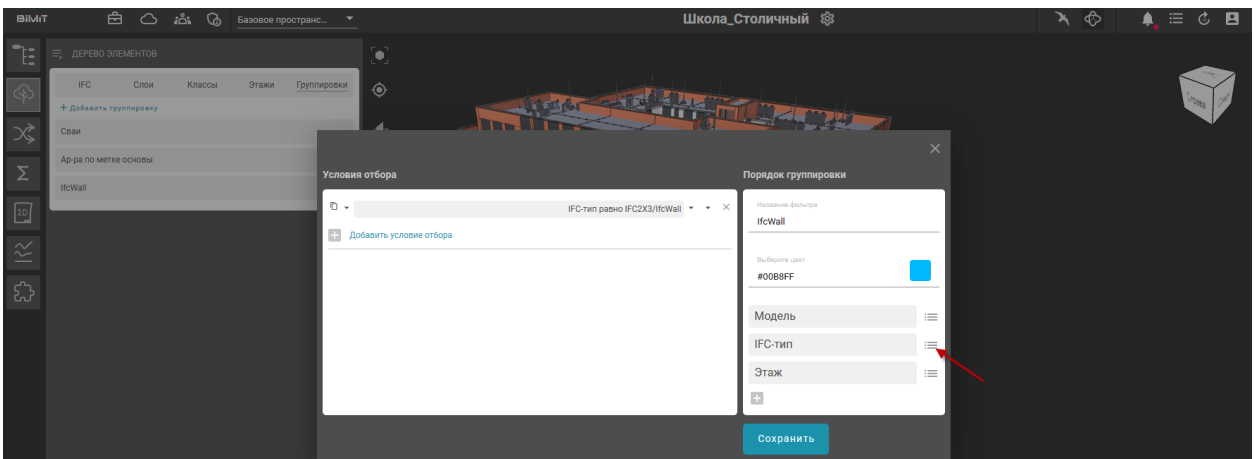 BIMiT
Базовое пространс...
Школа_Столичный
ДЕРЕВО ЭЛЕМЕНТОВ
IFC Слои Классы Этажи Группировки
+ Добавить группировку
Сваи
Ар-ра по метке основы
IfcWall
2D
Справа
Условия отбора
IFC-тип равно IFC2X3/IfcWall
Добавить условие отбора
Порядок группировки
Название фильтра
IfcWall
Выберите цвет
#00B8FF
Модель
IFC-тип
Этаж
Сохранить